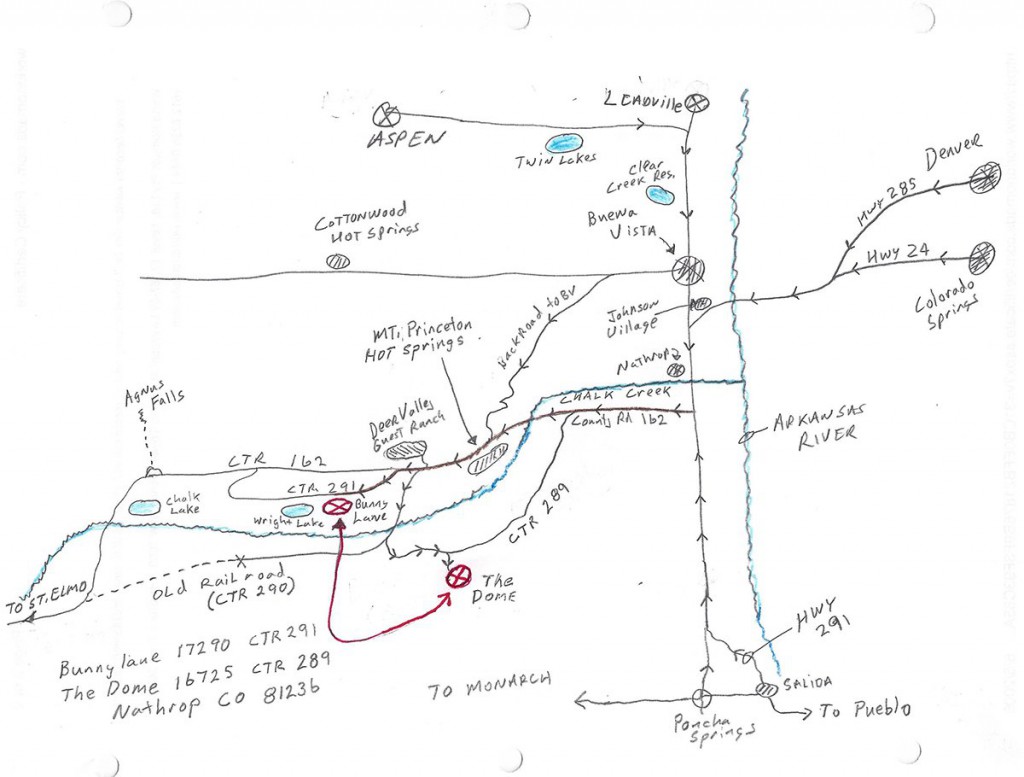 LEADVille
ASPEN
TWIN LAKES
Clear
Creek Res.
Denver
Hwy 285
Buena
VISTA
COTTONWOOD
HOT Springs
HWY 24
Colorado
Springs
BACKROAD to BV
Johnson
Village
MT. Princeton
HOT Springs
Nathrop
Agnus
Falls
CHALK Creek
County Rd 162
Deer Valley
Guest Ranch
ARKANSAS
RIVER
CTR 162
CTR 291
Chalk
Lake
Wright Lake
Bunny
Lane
CTR 289
The
Dome
OLd Railroad
(CTR 290)
TO ST. ELMO
HWY
291
Bunny lane 17290 CTR 291
The Dome 16725 CTR 289
Nathrop CO 81236
TO MONARCH
SALIDA
To Pueblo
Poncha
Springs